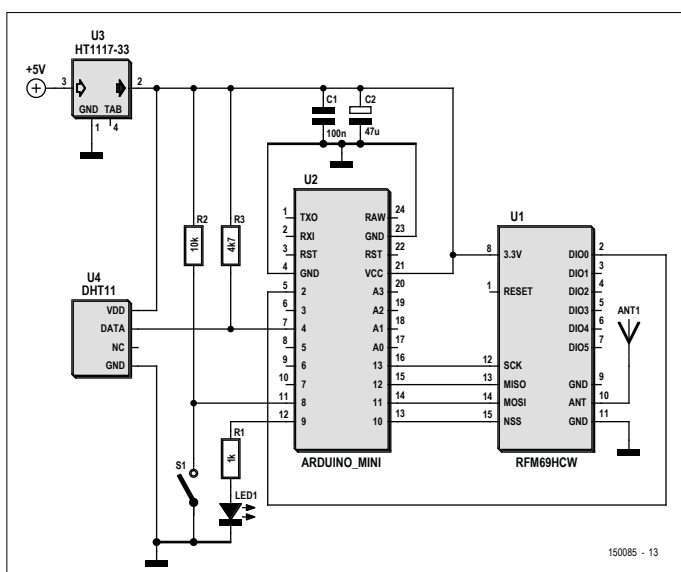 U3
HT1117-33
+5V
3
2
GND TAB
1
4
C1
C2
100n
47u
U2
U1
R2
R3
10k
4k7
1 TXO RAW 24
2 RXI GND 23
3 RST RST 22
4 GND VCC 21
5 2 A3 20
6 3 A2 19
7 4 A1 18
8 5 A0 17
9 6 13 16
10 7 12 15
11 8 11 14
12 9 10 13
ARDUINO_MINI
8 3.3V DIO0 2
DIO1 3
1 RESET DIO2 4
DIO3 5
DIO4 6
DIO5 7
12 SCK
13 MISO GND 9
14 MOSI ANT 10
15 NSS GND 11
RFM69HCW
ANT1
U4
DHT11
VDD
DATA
NC
GND
R1
1k
S1
LED1
150085 - 13